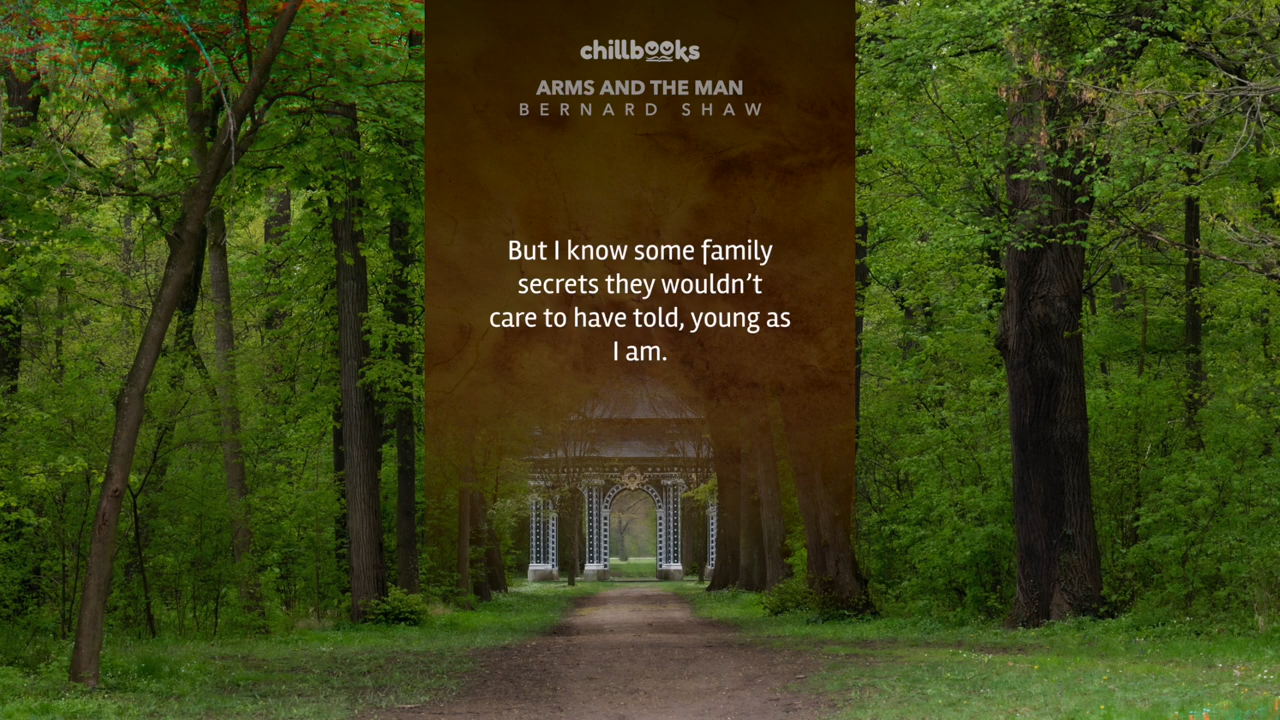 chillbooks
ARMS AND THE MAN
BERNARD SHAW
But I know some family
secrets they wouldn’t
care to have told, young as
I am.